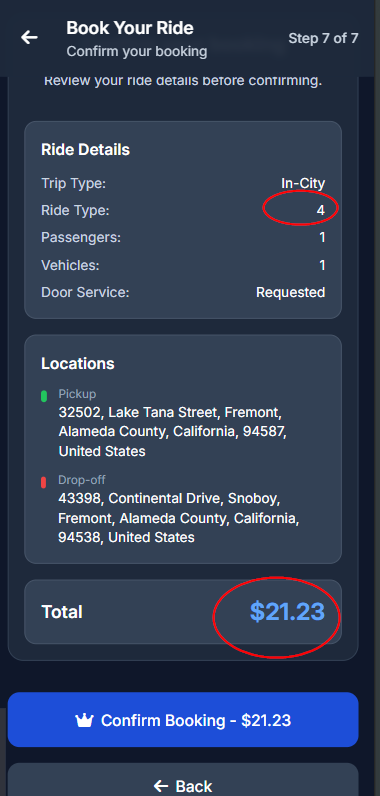 Book Your Ride
Confirm your booking
Step 7 of 7
Review your ride details before confirming.
Ride Details
Trip Type: In-City
Ride Type: 4
Passengers: 1
Vehicles: 1
Door Service: Requested
Locations
Pickup
32502, Lake Tana Street, Fremont,
Alameda County, California, 94587,
United States
Drop-off
43398, Continental Drive, Snoboy,
Fremont, Alameda County, California,
94538, United States
Total $21.23
Confirm Booking - $21.23
Back